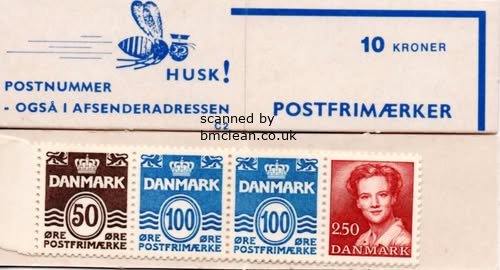 HUSK!
POSTNUMMER
- OGSÅ I AFSENDERADRESSEN
C2
10 KRONER
POSTFRIMÆRKER
scanned by
bmclean.co.uk
DANMARK
50
ØRE ØRE
POSTFRIMÆRKE
DANMARK
100
ØRE ØRE
POSTFRIMÆRKE
DANMARK
100
ØRE ØRE
POSTFRIMÆRKE
250
DANMARK